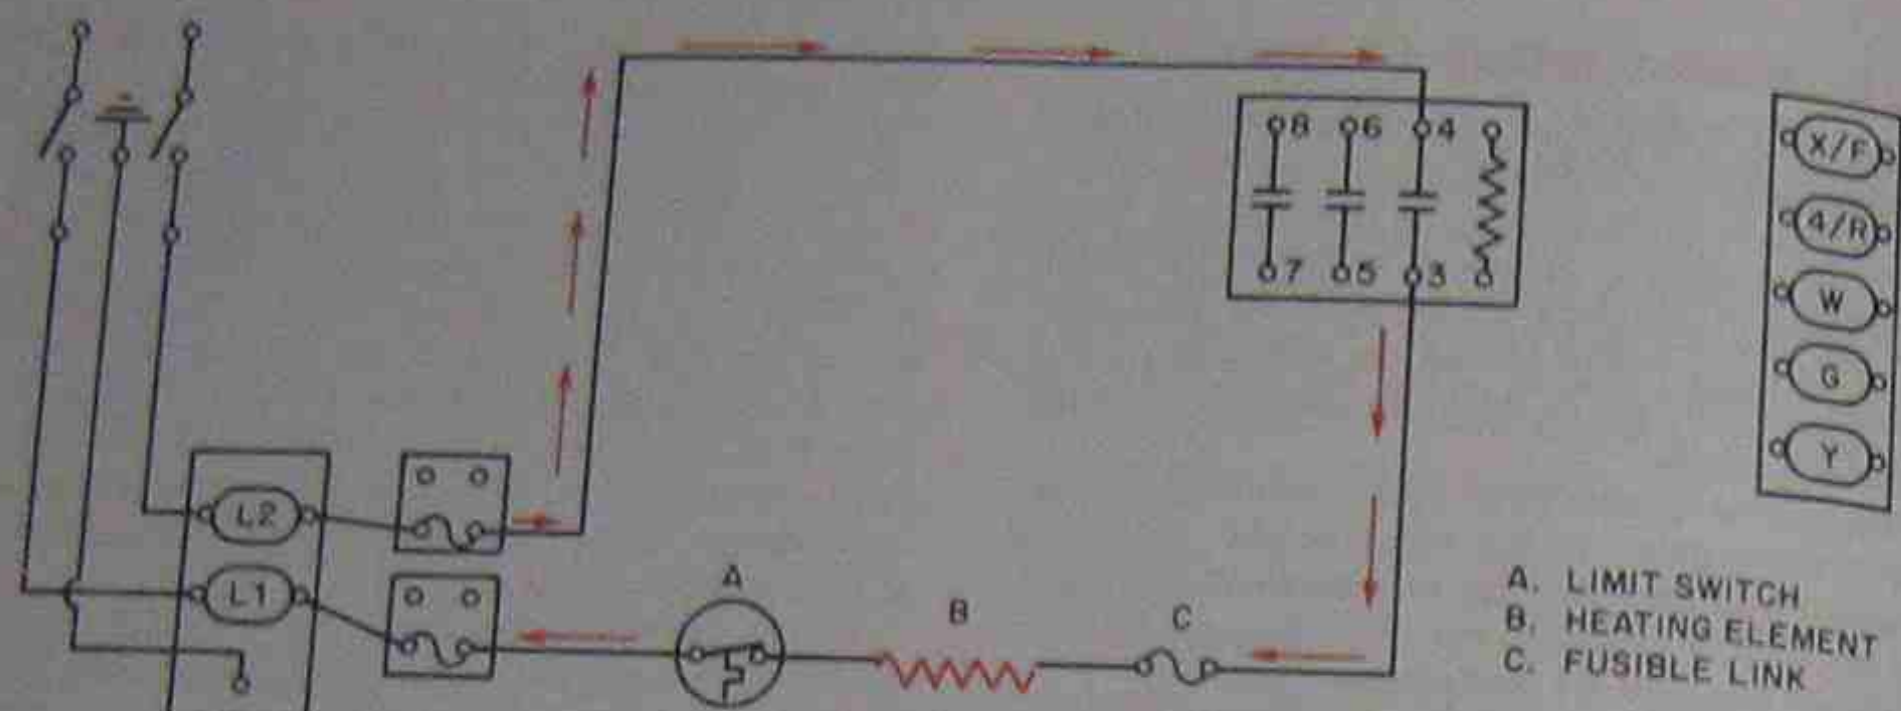 8 6 4
7 5 3
X/F
4/R
W
G
Y
L2
L1
A
B
C
A. LIMIT SWITCH
B. HEATING ELEMENT
C. FUSIBLE LINK